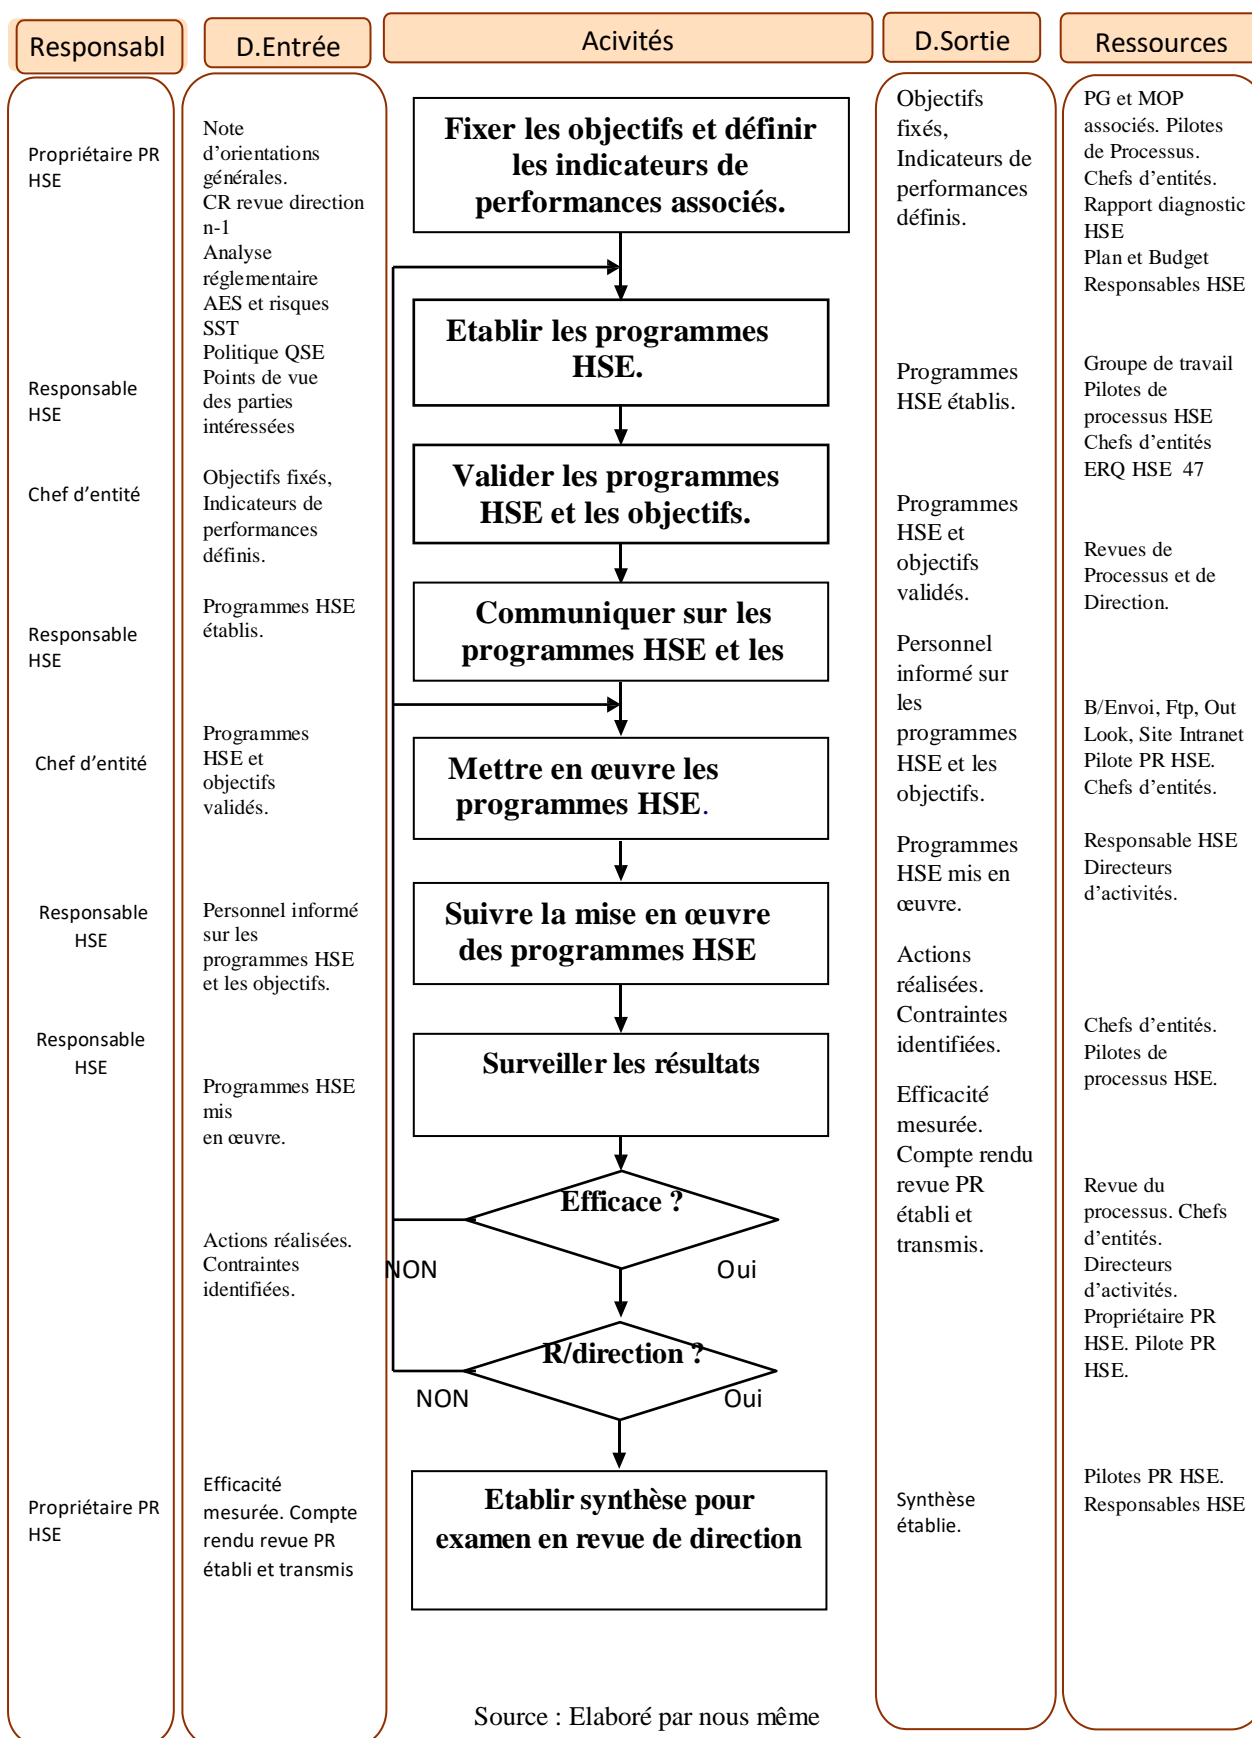 Responsabl
D.Entrée
Acivités
D.Sortie
Ressources
Propriétaire PR
HSE
Responsable
HSE
Chef d’entité
Responsable
HSE
Chef d’entité
Responsable
HSE
Responsable
HSE
Propriétaire PR
HSE
Note
d’orientations
générales.
CR revue direction
n-1
Analyse
réglementaire
AES et risques
SST
Politique QSE
Points de vue
des parties
intéressées
Objectifs fixés,
Indicateurs de
performances
définis.
Programmes HSE
établis.
Programmes
HSE et
objectifs
validés.
Personnel informé
sur les
programmes HSE
et les objectifs.
Programmes HSE
mis
en œuvre.
Actions réalisées.
Contraintes
identifiées.
Efficacité
mesurée. Compte
rendu revue PR
établi et transmis
Fixer les objectifs et définir
les indicateurs de
performances associés.
Etablir les programmes
HSE.
Valider les programmes
HSE et les objectifs.
Communiquer sur les
programmes HSE et les
Mettre en œuvre les
programmes HSE.
Suivre la mise en œuvre
des programmes HSE
Surveiller les résultats
Efficace ?
NON
Oui
R/direction ?
NON
Oui
Etablir synthèse pour
examen en revue de direction
Objectifs
fixés,
Indicateurs de
performances
définis.
Programmes
HSE établis.
Programmes
HSE et
objectifs
validés.
Personnel
informé sur
les
programmes
HSE et les
objectifs.
Programmes
HSE mis en
œuvre.
Actions
réalisées.
Contraintes
identifiées.
Efficacité
mesurée.
Compte rendu
revue PR
établi et
transmis.
Synthèse
établie.
PG et MOP
associés. Pilotes
de Processus.
Chefs d’entités.
Rapport diagnostic
HSE
Plan et Budget
Responsables HSE
Groupe de travail
Pilotes de
processus HSE
Chefs d’entités
ERQ HSE 47
Revues de
Processus et de
Direction.
B/Envoi, Ftp, Out
Look, Site Intranet
Pilote PR HSE.
Chefs d’entités.
Responsable HSE
Directeurs
d’activités.
Chefs d’entités.
Pilotes de
processus HSE.
Revue du
processus. Chefs
d’entités.
Directeurs
d’activités.
Propriétaire PR
HSE. Pilote PR
HSE.
Pilotes PR HSE.
Responsables HSE
Source : Elaboré par nous même